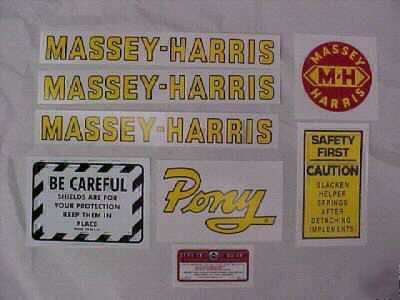 MASSEY-HARRIS
MASSEY-HARRIS
MASSEY-HARRIS
MASSEY
M-H
HARRIS
BE CAREFUL
SHIELDS ARE FOR
YOUR PROTECTION
KEEP THEM IN
PLACE
Pony
SAFETY
FIRST
CAUTION
SLACKEN
HELPER
SPRINGS
AFTER
DETACHING
IMPLEMENTS